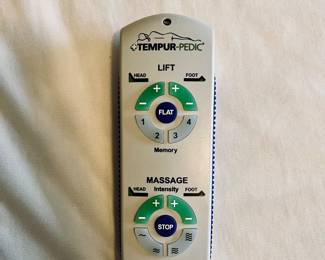 TEMPUR-PEDIC®
LIFT
HEAD FOOT
+ +
FLAT
- -
1 2 3 4
Memory
MASSAGE
HEAD Intensity FOOT
+ +
STOP
- -